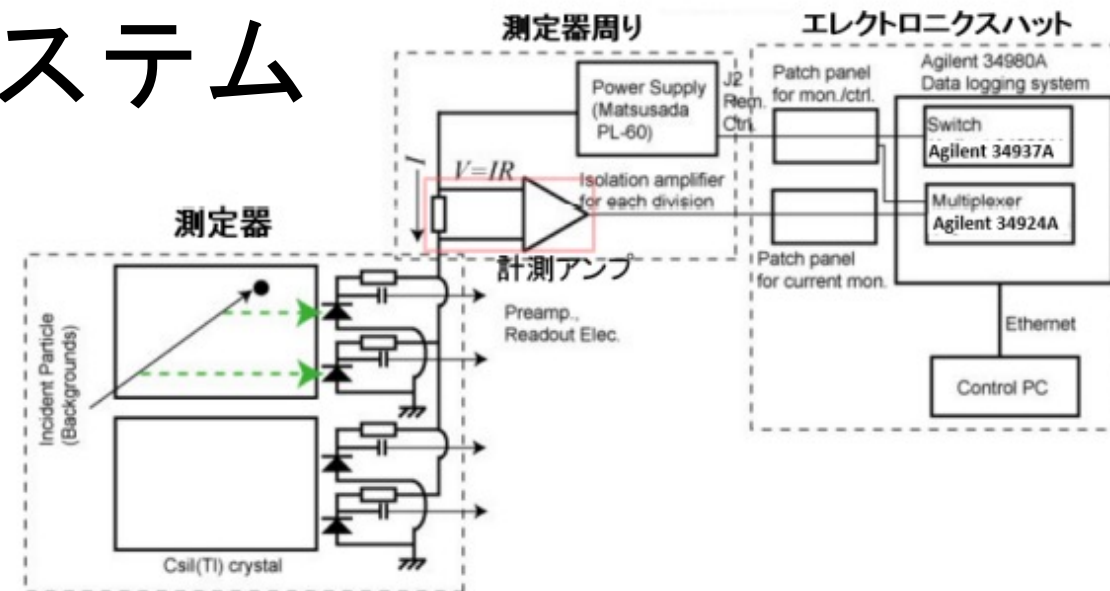 ステム
測定器周り
エレクトロニクスハット
Power Supply
(Matsusada
PL-60)
J2
Rem.
Ctrl.
Patch panel
for mon./ctrl.
Agilent 34980A
Data logging system
Switch
Agilent 34937A
I
V=IR
Isolation amplifier
for each division
Multiplexer
Agilent 34924A
測定器
計測アンプ
Patch panel
for current mon.
Incident Particle
(Backgrounds)
Preamp.,
Readout Elec.
Ethernet
Control PC
CsiI(Tl) crystal